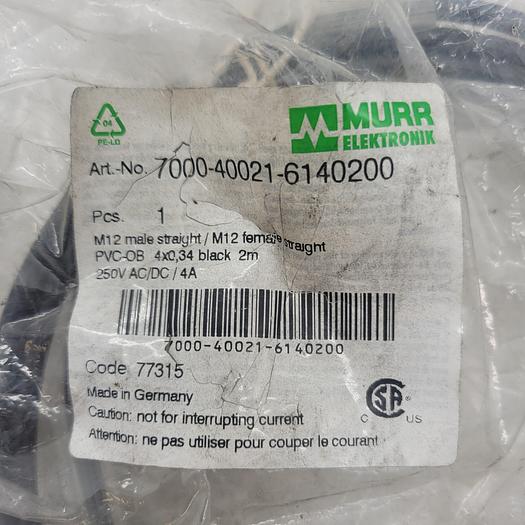 04
PE-LD
MURR
ELEKTRONIK
Art.-No. 7000-40021-6140200
Pcs. 1
M12 male straight / M12 female straight
PVC-OB 4x0,34 black 2m
250V AC/DC / 4A
7000-40021-6140200
Code 77315
Made in Germany
Caution: not for interrupting current
Attention: ne pas utiliser pour couper le courant
C SA ® US